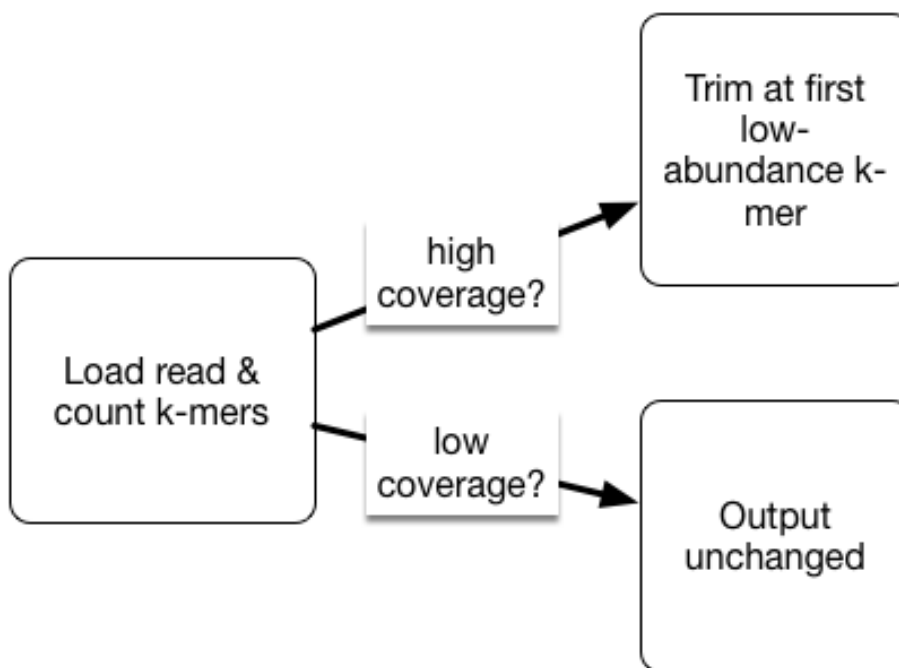 Load read &
count k-mers
high
coverage?
low
coverage?
Trim at first
low-
abundance k-
mer
Output
unchanged